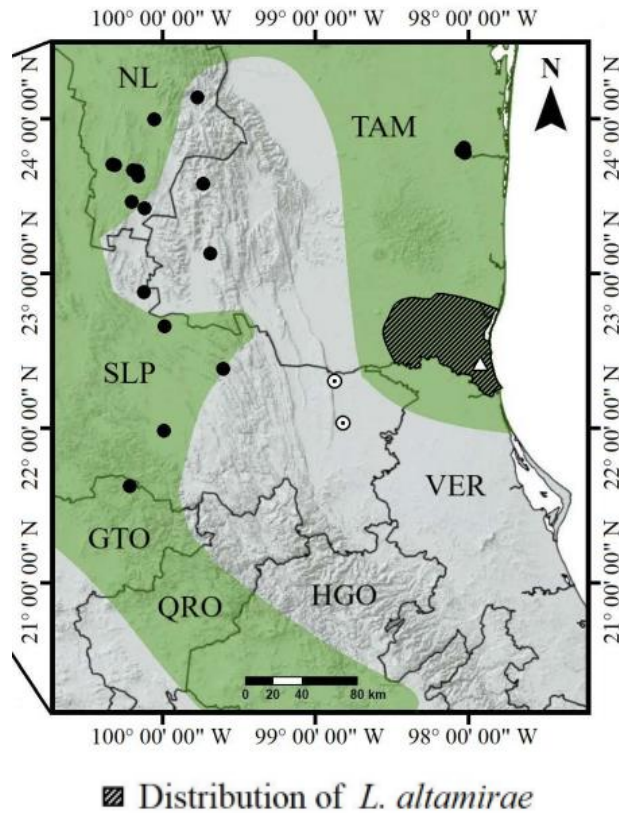 100° 00' 00" W 99° 00' 00" W 98° 00' 00" W
24° 00' 00" N
23° 00' 00" N
22° 00' 00" N
21° 00' 00" N
NL
TAM
N
24° 00' 00" N
23° 00' 00" N
22° 00' 00" N
21° 00' 00" N
SLP
VER
GTO
QRO
HGO
0 20 40 80 km
100° 00' 00" W 99° 00' 00" W 98° 00' 00" W
Distribution of L. altamirae